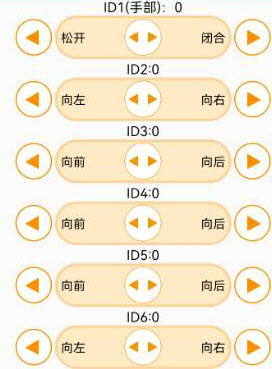 ID1(手部): 0
松开 闭合
ID2:0
向左 向右
ID3:0
向前 向后
ID4:0
向前 向后
ID5:0
向前 向后
ID6:0
向左 向右